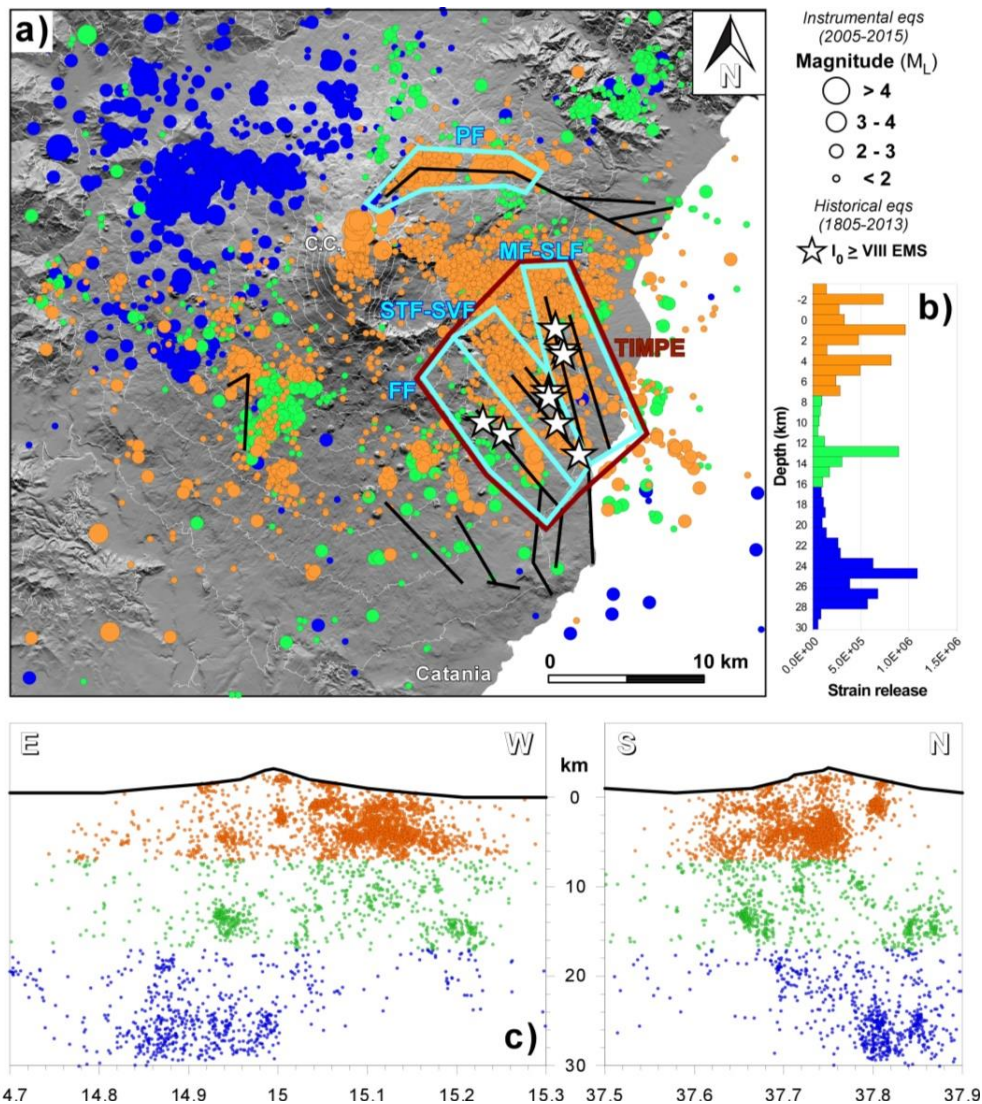 a)
N
PF
C.C.
MF-SLF
STF-SVF
TIMPE
FF
Catania
0 10 km
Instrumental eqs
(2005-2015)
Magnitude (ML)
> 4
3 - 4
2 - 3
< 2
Historical eqs
(1805-2013)
I0 ≥ VIII EMS
b)
Depth (km)
-2
0
2
4
6
8
10
12
14
16
18
20
22
24
26
28
30
0.0E+00 5.0E+05 1.0E+06 1.5E+06
Strain release
E W
km
S N
0
10
20
30
c)
4.7 14.8 14.9 15 15.1 15.2 15.3
37.5 37.6 37.7 37.8 37.9